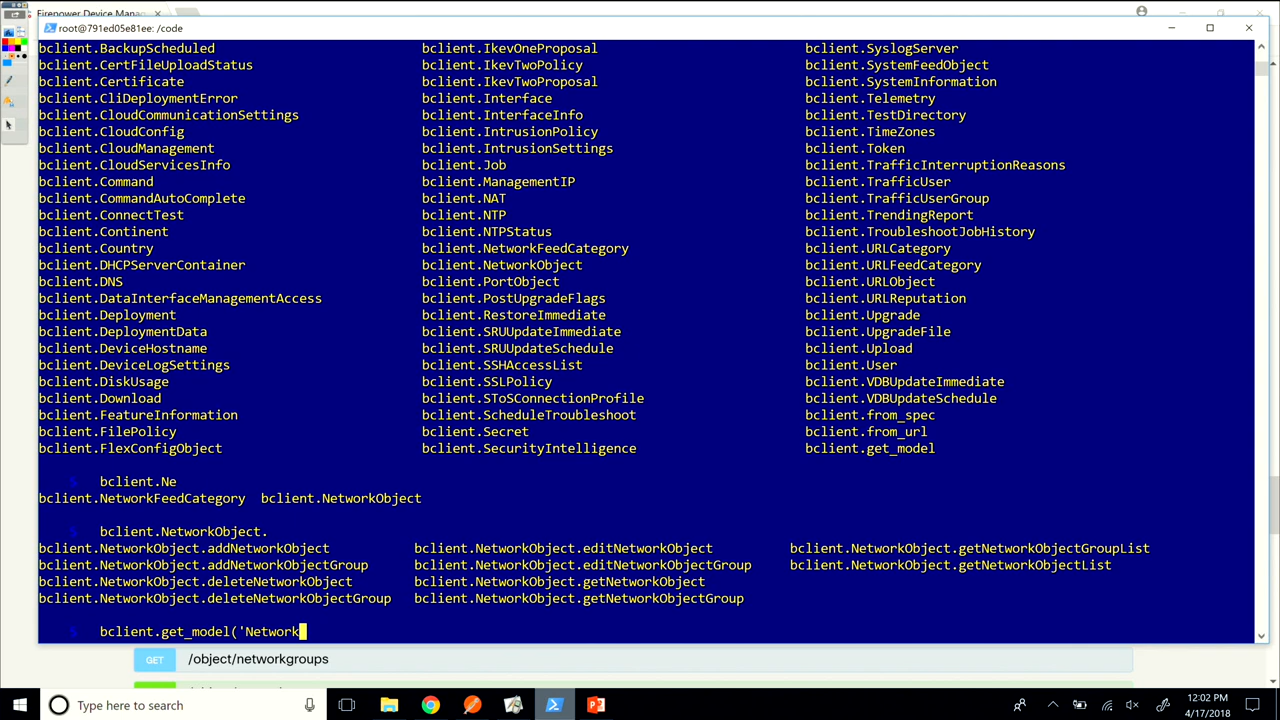 Firepower Device Manag
root@791ed05e81ee: /code
bclient.BackupScheduled bclient.IkevOneProposal bclient.SyslogServer
bclient.CertFileUploadStatus bclient.IkevTwoPolicy bclient.SystemFeedObject
bclient.Certificate bclient.IkevTwoProposal bclient.SystemInformation
bclient.CliDeploymentError bclient.Interface bclient.Telemetry
bclient.CloudCommunicationSettings bclient.InterfaceInfo bclient.TestDirectory
bclient.CloudConfig bclient.IntrusionPolicy bclient.TimeZones
bclient.CloudManagement bclient.IntrusionSettings bclient.Token
bclient.CloudServicesInfo bclient.Job bclient.TrafficInterruptionReasons
bclient.Command bclient.ManagementIP bclient.TrafficUser
bclient.CommandAutoComplete bclient.NAT bclient.TrafficUserGroup
bclient.ConnectTest bclient.NTP bclient.TrendingReport
bclient.Continent bclient.NTPStatus bclient.TroubleshootJobHistory
bclient.Country bclient.NetworkFeedCategory bclient.URLCategory
bclient.DHCPServerContainer bclient.NetworkObject bclient.URLFeedCategory
bclient.DNS bclient.PortObject bclient.URLObject
bclient.DataInterfaceManagementAccess bclient.PostUpgradeFlags bclient.URLReputation
bclient.Deployment bclient.RestoreImmediate bclient.Upgrade
bclient.DeploymentData bclient.SRUUpdateImmediate bclient.UpgradeFile
bclient.DeviceHostname bclient.SRUUpdateSchedule bclient.Upload
bclient.DeviceLogSettings bclient.SSHAccessList bclient.User
bclient.DiskUsage bclient.SSLPolicy bclient.VDBUpdateImmediate
bclient.Download bclient.SToSConnectionProfile bclient.VDBUpdateSchedule
bclient.FeatureInformation bclient.ScheduleTroubleshoot bclient.from_spec
bclient.FilePolicy bclient.Secret bclient.from_url
bclient.FlexConfigObject bclient.SecurityIntelligence bclient.get_model
bclient.Ne
bclient.NetworkFeedCategory bclient.NetworkObject
bclient.NetworkObject.
bclient.NetworkObject.addNetworkObject bclient.NetworkObject.editNetworkObject bclient.NetworkObject.getNetworkObjectGroupList
bclient.NetworkObject.addNetworkObjectGroup bclient.NetworkObject.editNetworkObjectGroup bclient.NetworkObject.getNetworkObjectList
bclient.NetworkObject.deleteNetworkObject bclient.NetworkObject.getNetworkObject
bclient.NetworkObject.deleteNetworkObjectGroup bclient.NetworkObject.getNetworkObjectGroup
bclient.get_model('Network
GET /object/networkgroups
Type here to search
12:02 PM
4/17/2018